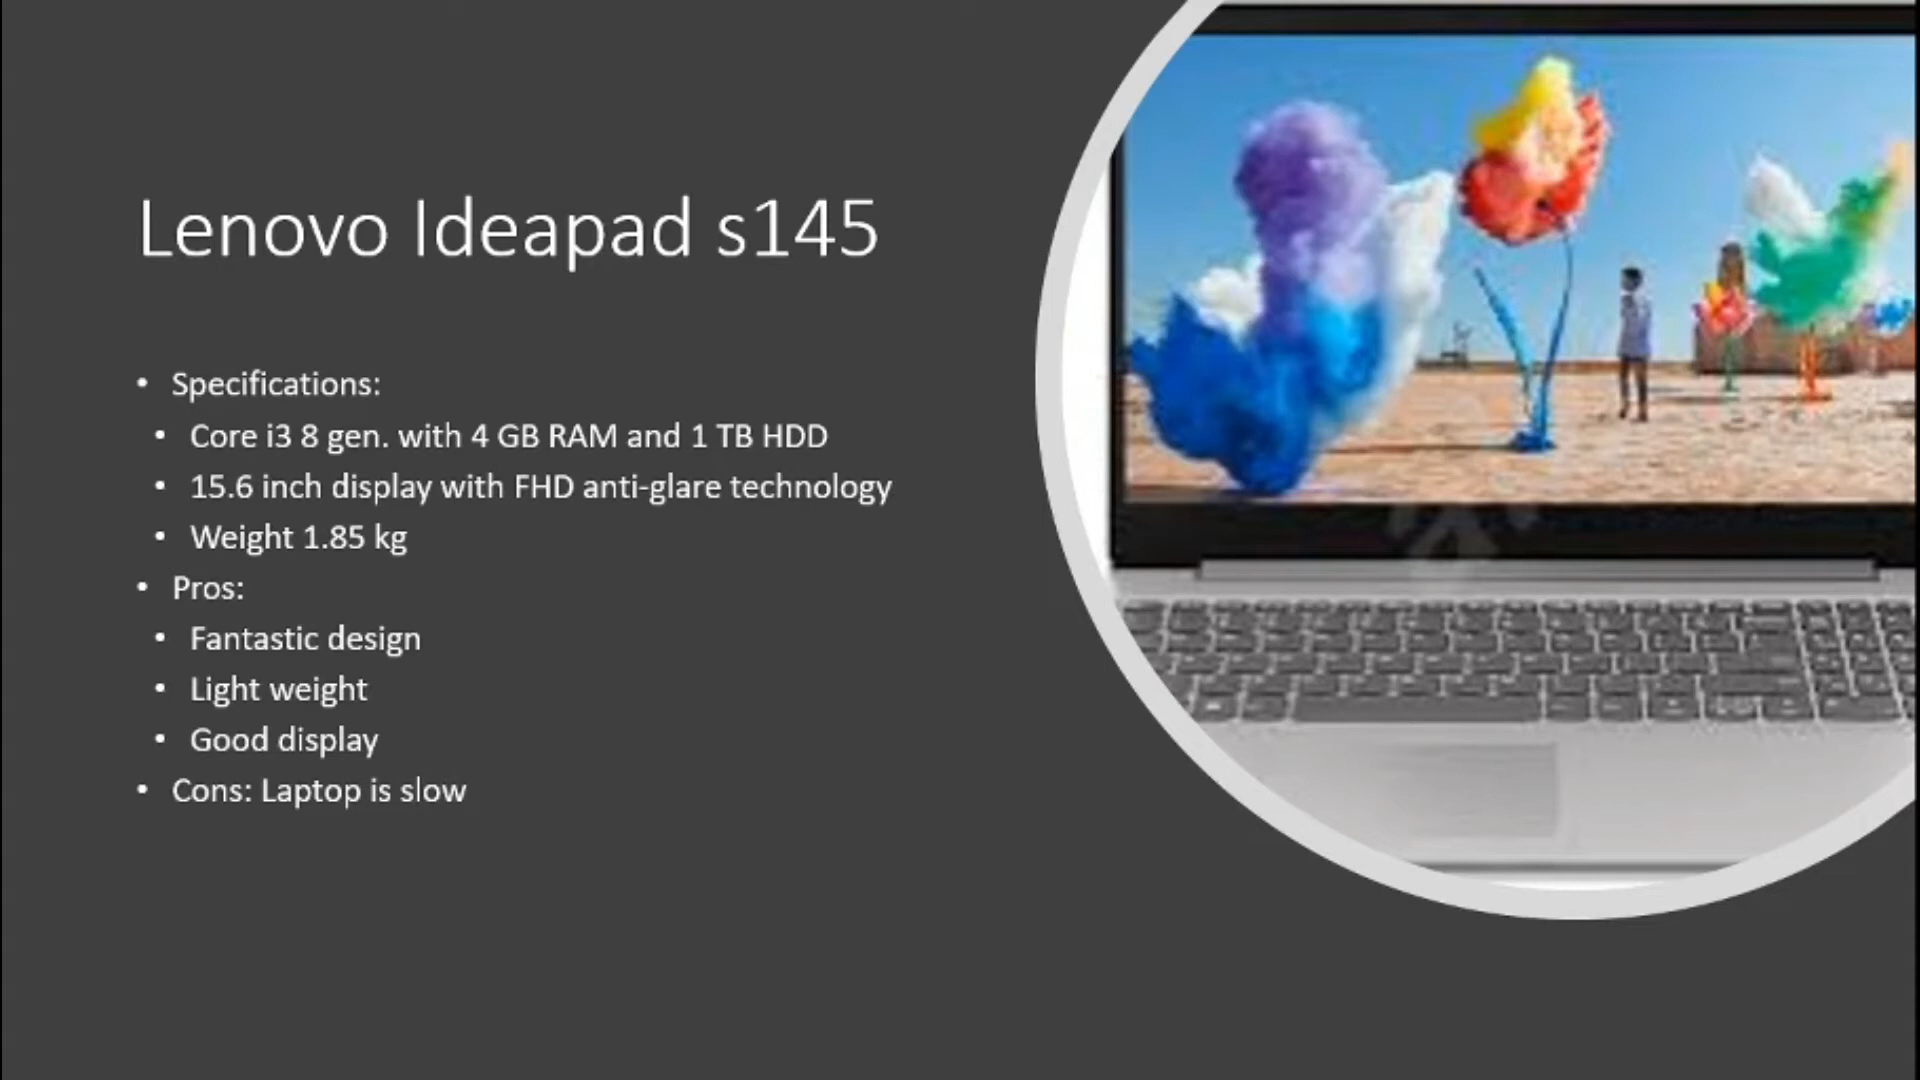 Lenovo Ideapad s145
• Specifications:
• Core i3 8 gen. with 4 GB RAM and 1 TB HDD
• 15.6 inch display with FHD anti-glare technology
• Weight 1.85 kg
• Pros:
• Fantastic design
• Light weight
• Good display
• Cons: Laptop is slow